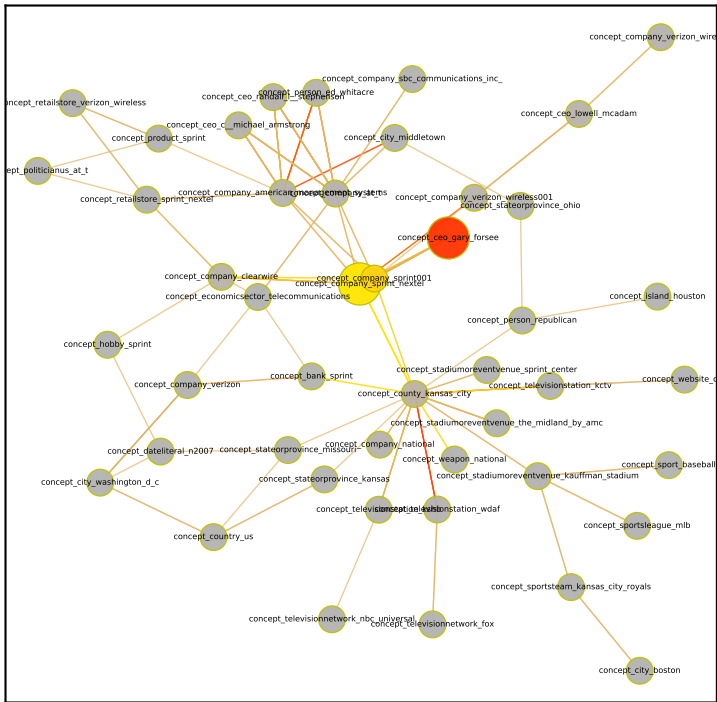 concept_company_verizon_wire
concept_company_sbc_communications_inc_
concept_person_ed_whitacre
concept_retailstore_verizon_wireless
concept_ceo_lowell_mcadam
concept_ceo_c__michael_armstrong
concept_product_sprint
concept_city_middletown
ept_politicianus_at_t
concept_retailstore_sprint_nextel
concept_company_verizon_wireless001
concept_stateorprovince_ohio
concept_ceo_gary_forsee
concept_company_clearwire
concept_company_sprint001
concept_company_sprint_nextel
concept_economicsector_telecommunications
concept_island_houston
concept_person_republican
concept_hobby_sprint
concept_stadiumoreventvenue_sprint_center
concept_bank_sprint
concept_company_verizon
concept_televisionstation_kctv
concept_website_c
concept_county_kansas_city
concept_stadiumoreventvenue_the_midland_by_amc
concept_company_national
concept_dateliteral_n2007
concept_stateorprovince_missouri
concept_weapon_national
concept_sport_baseball
concept_stadiumoreventvenue_kauffman_stadium
concept_stateorprovince_kansas
concept_city_washington_d_c
concept_televisionstation_wdaf
concept_sportsleague_mlb
concept_country_us
concept_sportsteam_kansas_city_royals
concept_televisionnetwork_nbc_universal
concept_televisionnetwork_fox
concept_city_boston